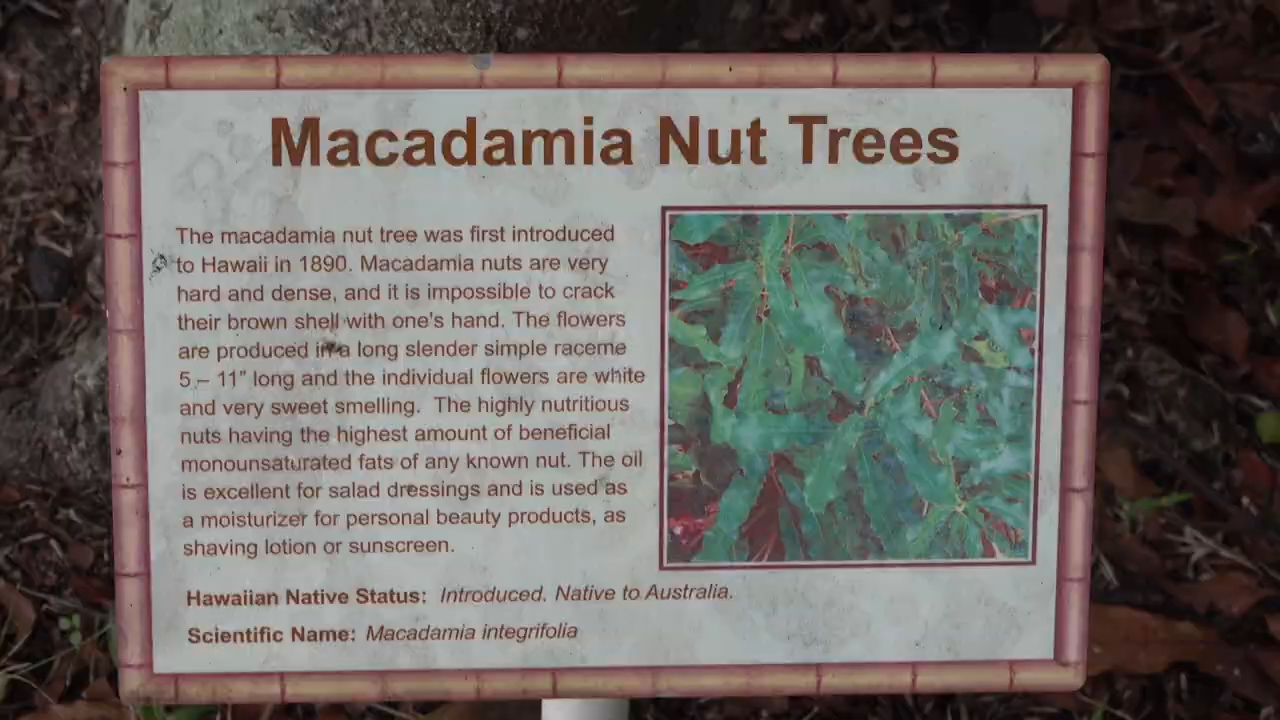 Macadamia Nut Trees
The macadamia nut tree was first introduced
to Hawaii in 1890. Macadamia nuts are very
hard and dense, and it is impossible to crack
their brown shell with one's hand. The flowers
are produced in a long slender simple raceme
5 – 11" long and the individual flowers are white
and very sweet smelling.  The highly nutritious
nuts having the highest amount of beneficial
monounsaturated fats of any known nut. The oil
is excellent for salad dressings and is used as
a moisturizer for personal beauty products, as
shaving lotion or sunscreen.
Hawaiian Native Status: Introduced. Native to Australia.
Scientific Name: Macadamia integrifolia